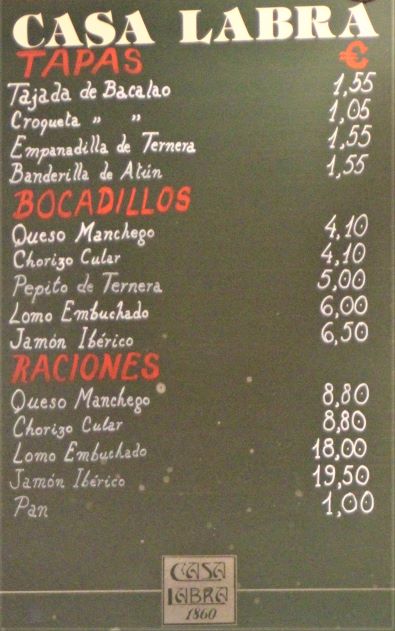 CASA LABRA
TAPAS €
Tajada de Bacalao 1,55
Croqueta " " 1,05
Empanadilla de Ternera 1,55
Banderilla de Atún 1,55
BOCADILLOS
Queso Manchego 4,10
Chorizo Cular 4,10
Pepito de Ternera 5,00
Lomo Embuchado 6,00
Jamón Ibérico 6,50
RACIONES
Queso Manchego 8,80
Chorizo Cular 8,80
Lomo Embuchado 18,00
Jamón Ibérico 19,50
Pan 1,00
CASA
LABRA
1860